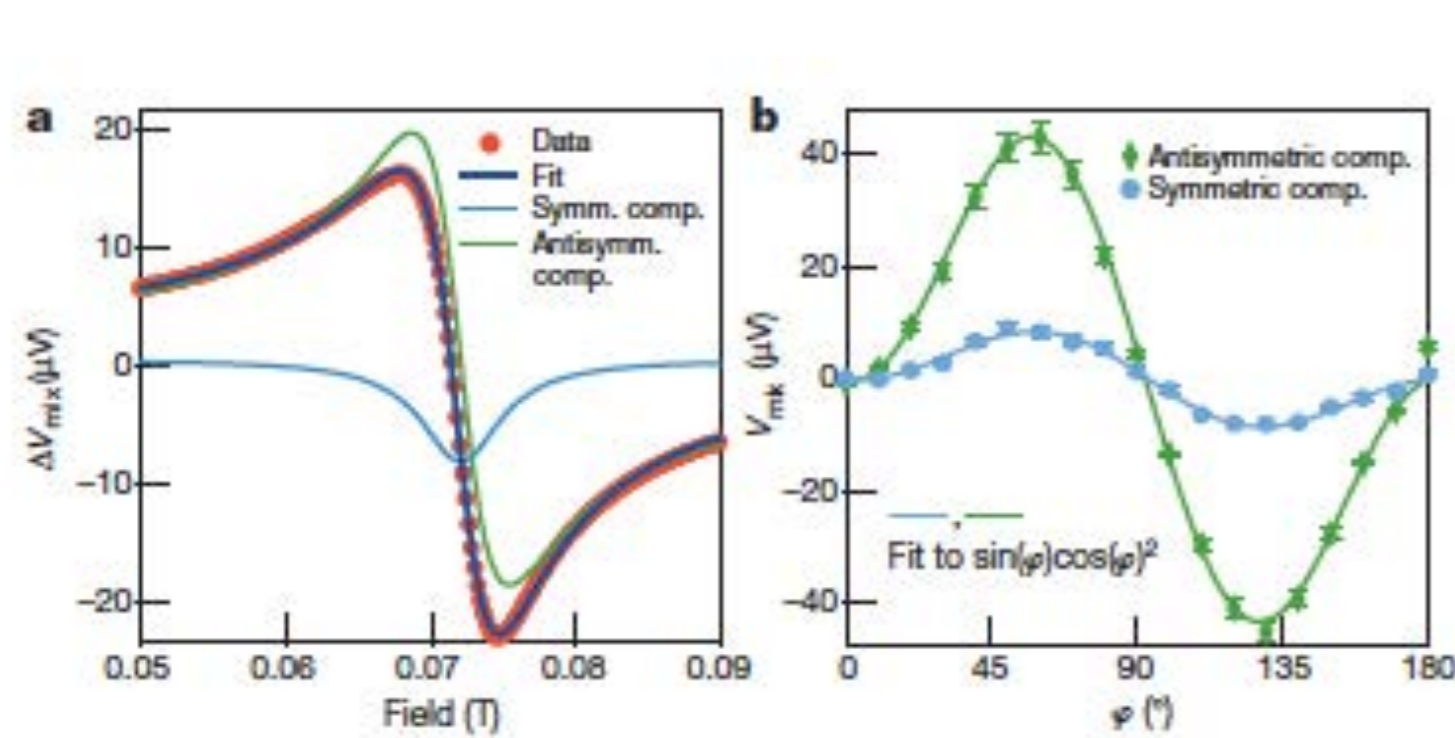 a
20
10
0
−10
−20
0.05
0.06
0.07
0.08
0.09
Field (T)
ΔVmix (μV)
Data
Fit
Symm. comp.
Antisymm.
comp.
b
40
20
0
−20
−40
0
45
90
135
180
φ (°)
Vmix (μV)
Antisymmetric comp.
Symmetric comp.
,
Fit to sin(φ)cos(φ)²